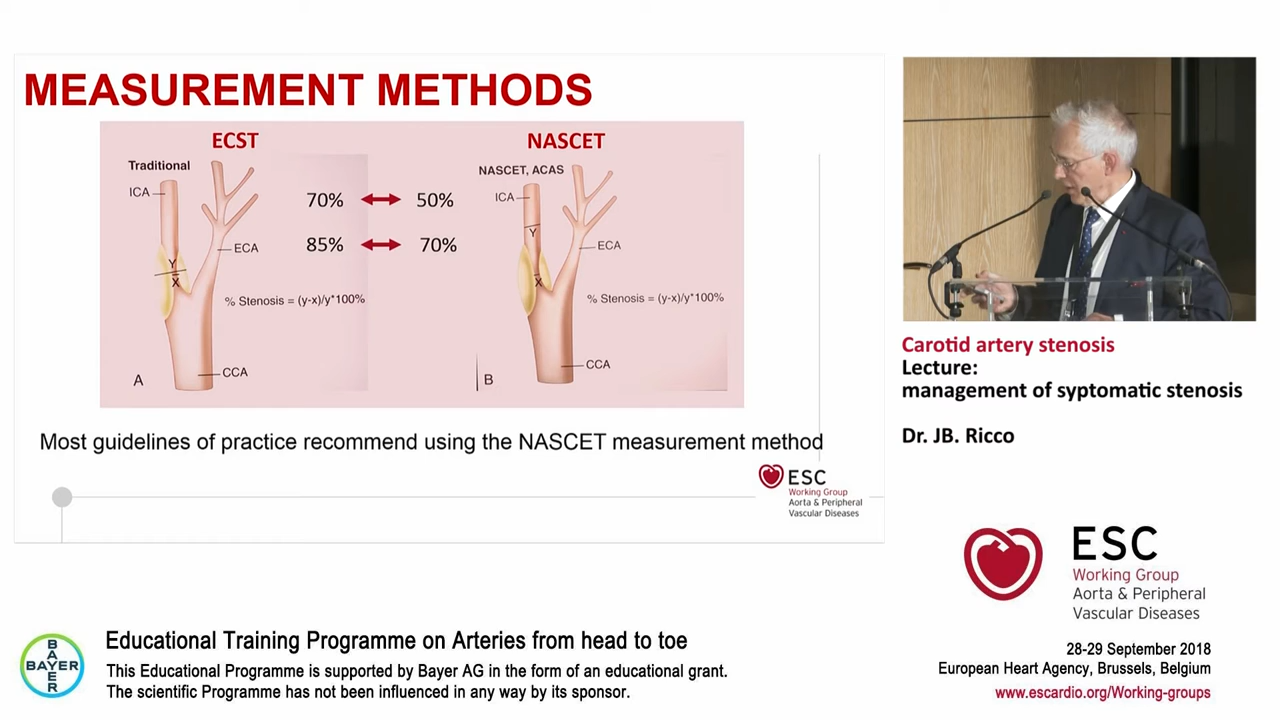 MEASUREMENT METHODS
ECST
NASCET
Traditional
NASCET, ACAS
ICA
ICA
70% 50%
85% 70%
Y
X
Y
X
ECA
ECA
% Stenosis = (y-x)/y*100%
% Stenosis = (y-x)/y*100%
CCA
CCA
A
B
Most guidelines of practice recommend using the NASCET measurement method
ESC
Working Group
Aorta & Peripheral
Vascular Diseases
Carotid artery stenosis
Lecture:
management of syptomatic stenosis
Dr. JB. Ricco
ESC
Working Group
Aorta & Peripheral
Vascular Diseases
BAYER
BAYER
Educational Training Programme on Arteries from head to toe
This Educational Programme is supported by Bayer AG in the form of an educational grant.
The scientific Programme has not been influenced in any way by its sponsor.
28-29 September 2018
European Heart Agency, Brussels, Belgium
www.escardio.org/Working-groups